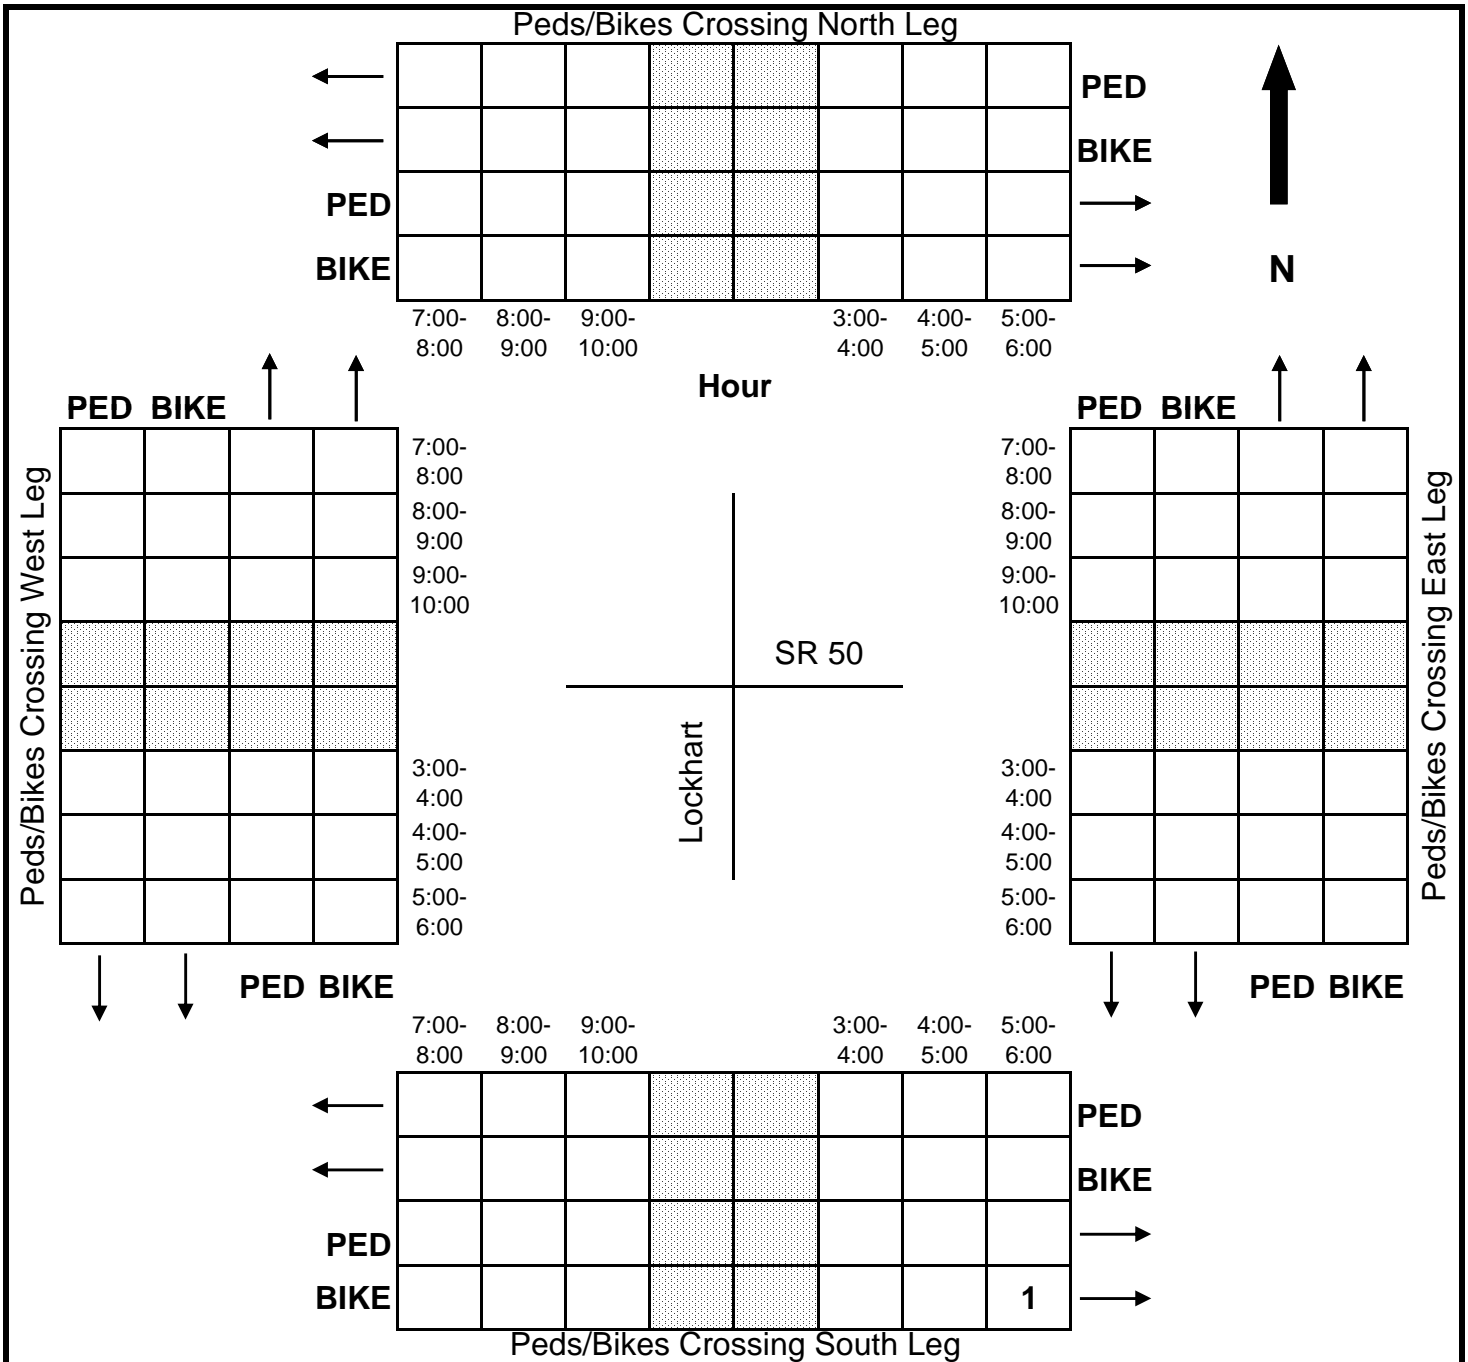 Peds/Bikes Crossing North Leg
PED
BIKE
PED
BIKE
N
7:00- 8:00- 9:00- 3:00- 4:00- 5:00-
8:00 9:00 10:00 4:00 5:00 6:00
Hour
PED BIKE
PED BIKE
Peds/Bikes Crossing West Leg
7:00-
8:00
8:00-
9:00
9:00-
10:00
3:00-
4:00
4:00-
5:00
5:00-
6:00
PED BIKE
SR 50
Lockhart
7:00-
8:00
8:00-
9:00
9:00-
10:00
3:00-
4:00
4:00-
5:00
5:00-
6:00
Peds/Bikes Crossing East Leg
PED BIKE
7:00- 8:00- 9:00- 3:00- 4:00- 5:00-
8:00 9:00 10:00 4:00 5:00 6:00
PED
BIKE
PED
BIKE 1
Peds/Bikes Crossing South Leg